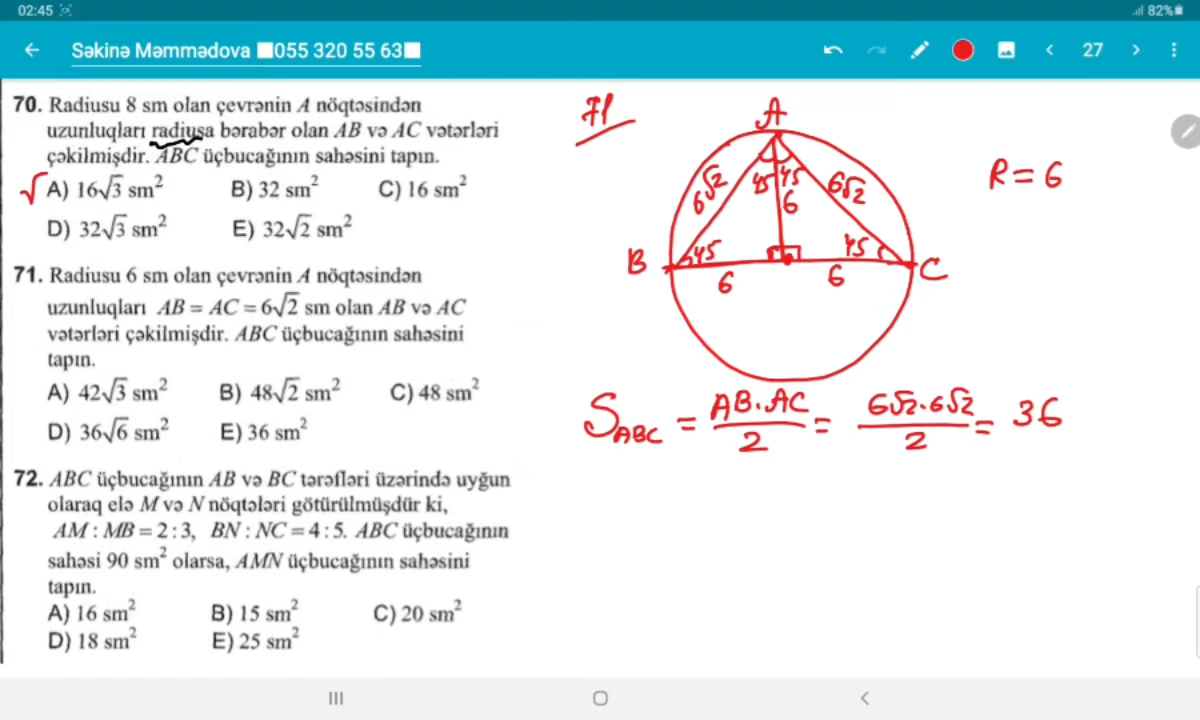 02:45
82%
Səkinə Məmmədova ■055 320 55 63■
27
70. Radiusu 8 sm olan çevrənin A nöqtəsindən
uzunluqları radiusa bərabər olan AB və AC vətərləri
çəkilmişdir. ABC üçbucağının sahəsini tapın.
√ A) 16√3 sm² B) 32 sm² C) 16 sm²
D) 32√3 sm² E) 32√2 sm²
71. Radiusu 6 sm olan çevrənin A nöqtəsindən
uzunluqları AB = AC = 6√2 sm olan AB və AC
vətərləri çəkilmişdir. ABC üçbucağının sahəsini
tapın.
A) 42√3 sm² B) 48√2 sm² C) 48 sm²
D) 36√6 sm² E) 36 sm²
72. ABC üçbucağının AB və BC tərəfləri üzərində uyğun
olaraq elə M və N nöqtələri götürülmüşdür ki,
AM : MB = 2 : 3, BN : NC = 4 : 5. ABC üçbucağının
sahəsi 90 sm² olarsa, AMN üçbucağının sahəsini
tapın.
A) 16 sm² B) 15 sm² C) 20 sm²
D) 18 sm² E) 25 sm²
71
A
R = 6
6√2 45 45 6√2
6
B 45 45 C
6 6
S_ABC = AB·AC/2 = 6√2·6√2/2 = 36